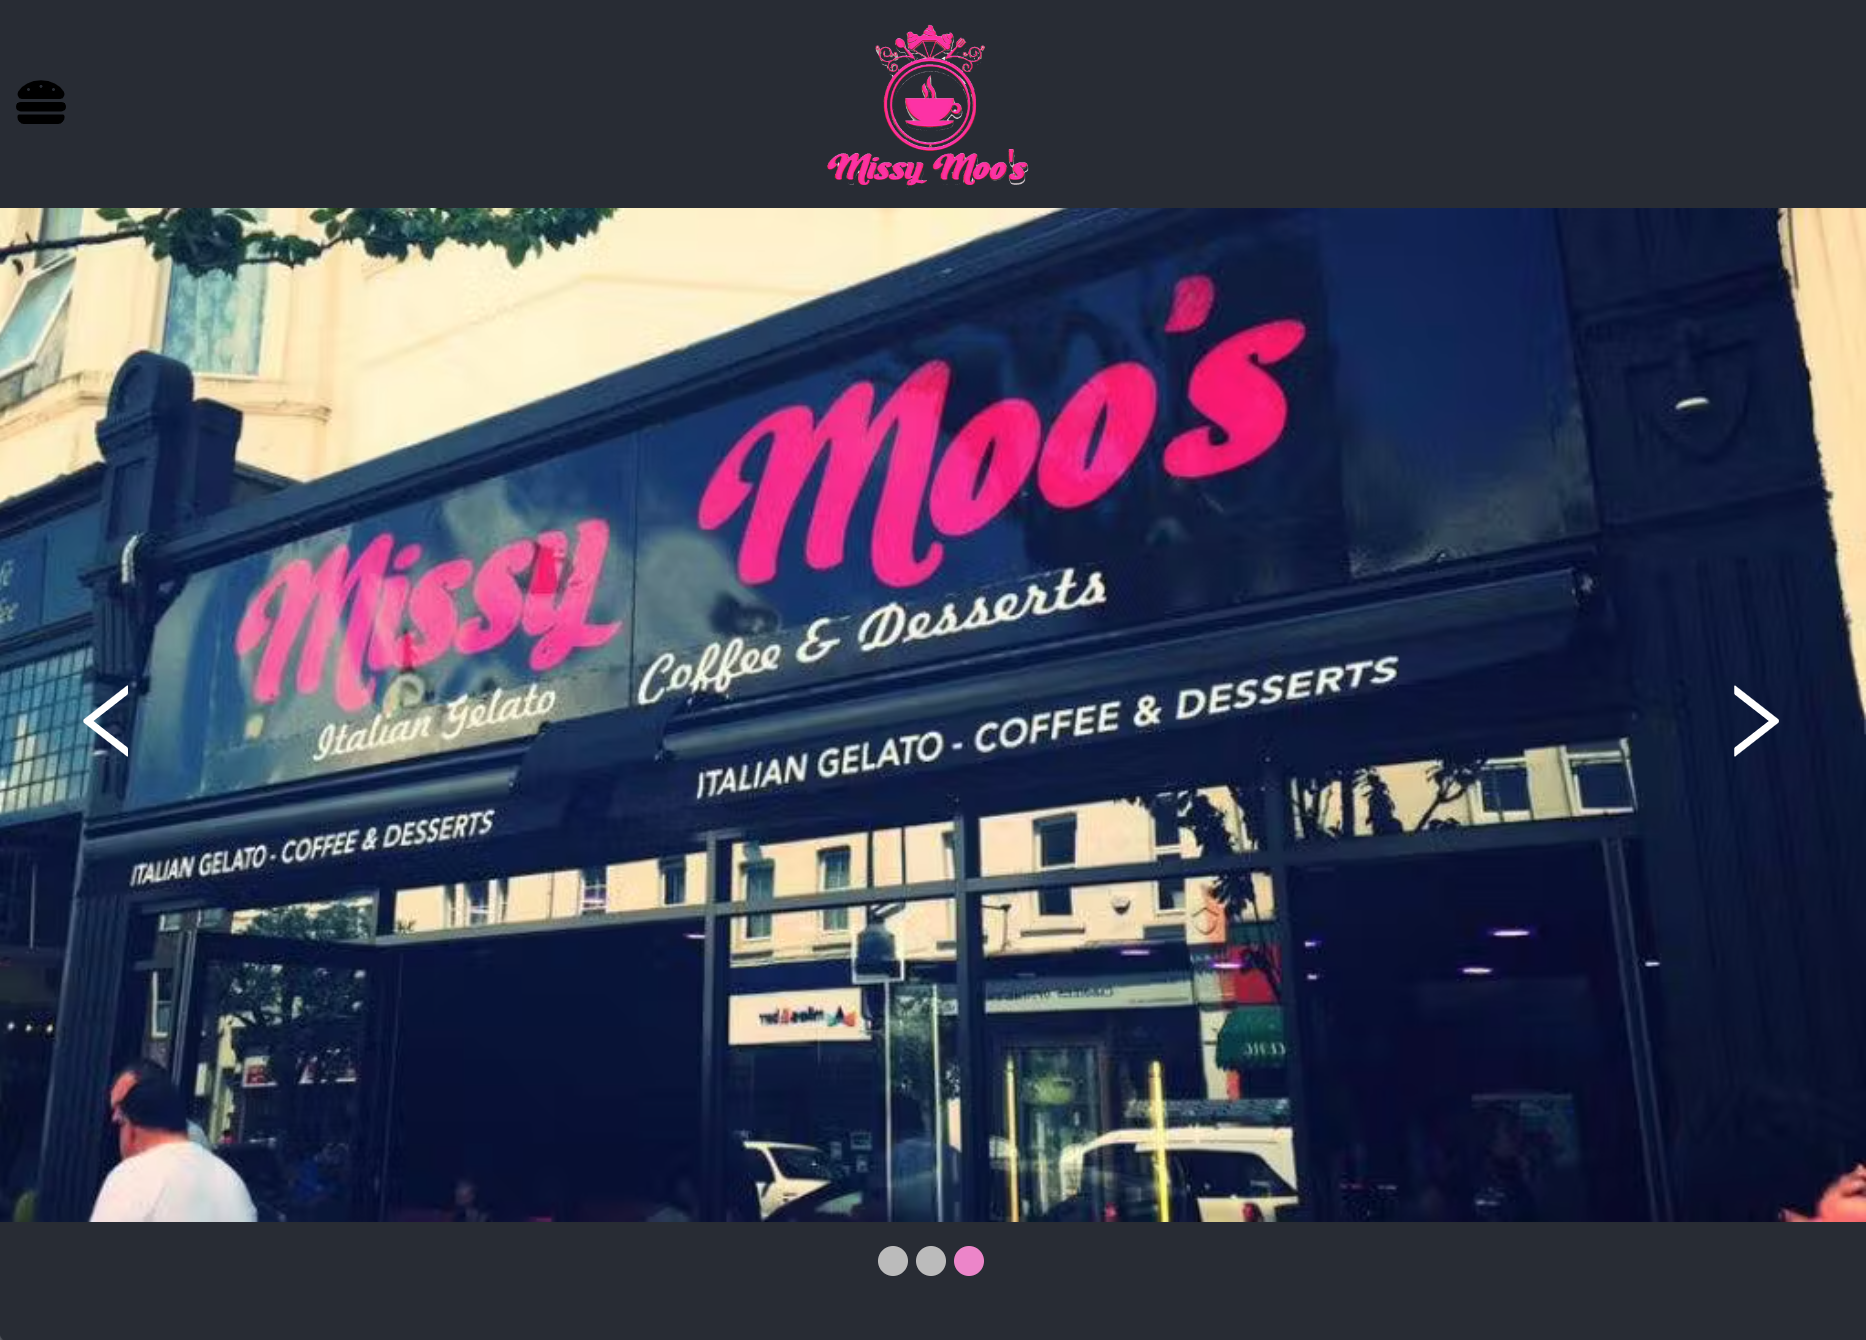 Missy Moo's
Missy Moo's
Italian Gelato
Coffee & Desserts
ITALIAN GELATO - COFFEE & DESSERTS
ITALIAN GELATO - COFFEE & DESSERTS